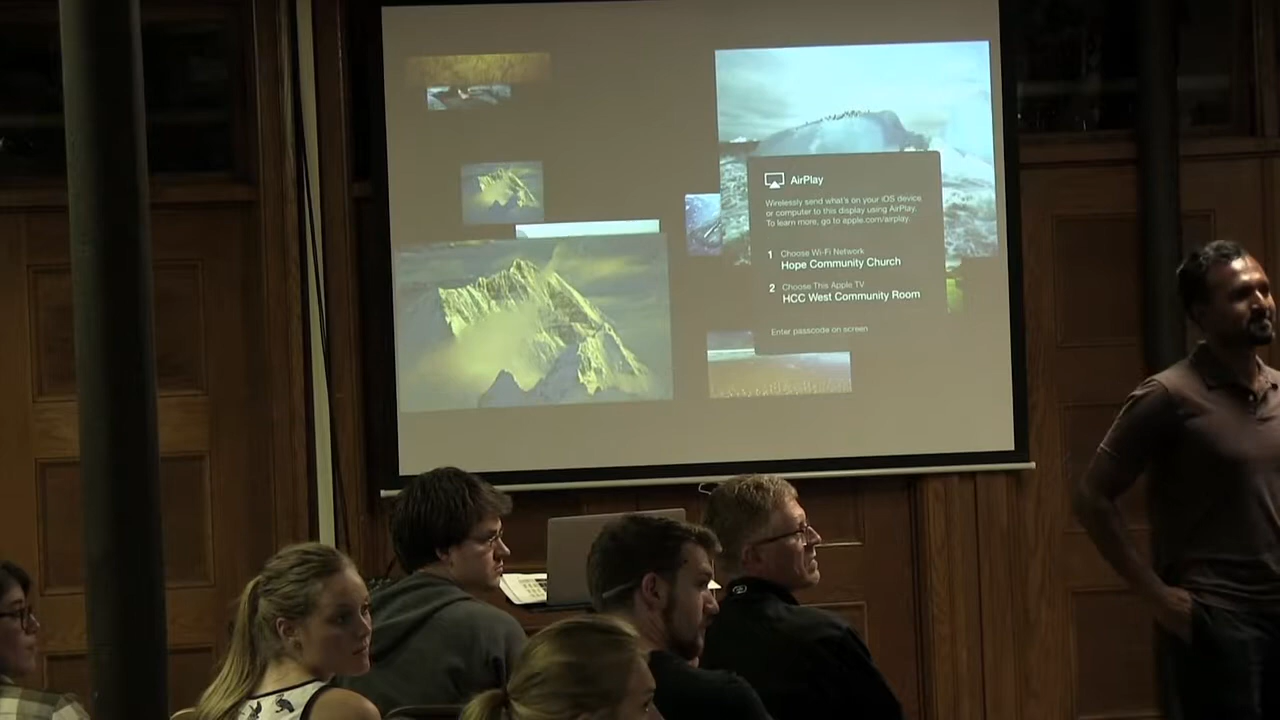 AirPlay
Wirelessly send what's on your iOS device
or computer to this display using AirPlay.
To learn more, go to apple.com/airplay.
1 Choose Wi-Fi Network
Hope Community Church
2 Choose This Apple TV
HCC West Community Room
Enter passcode on screen